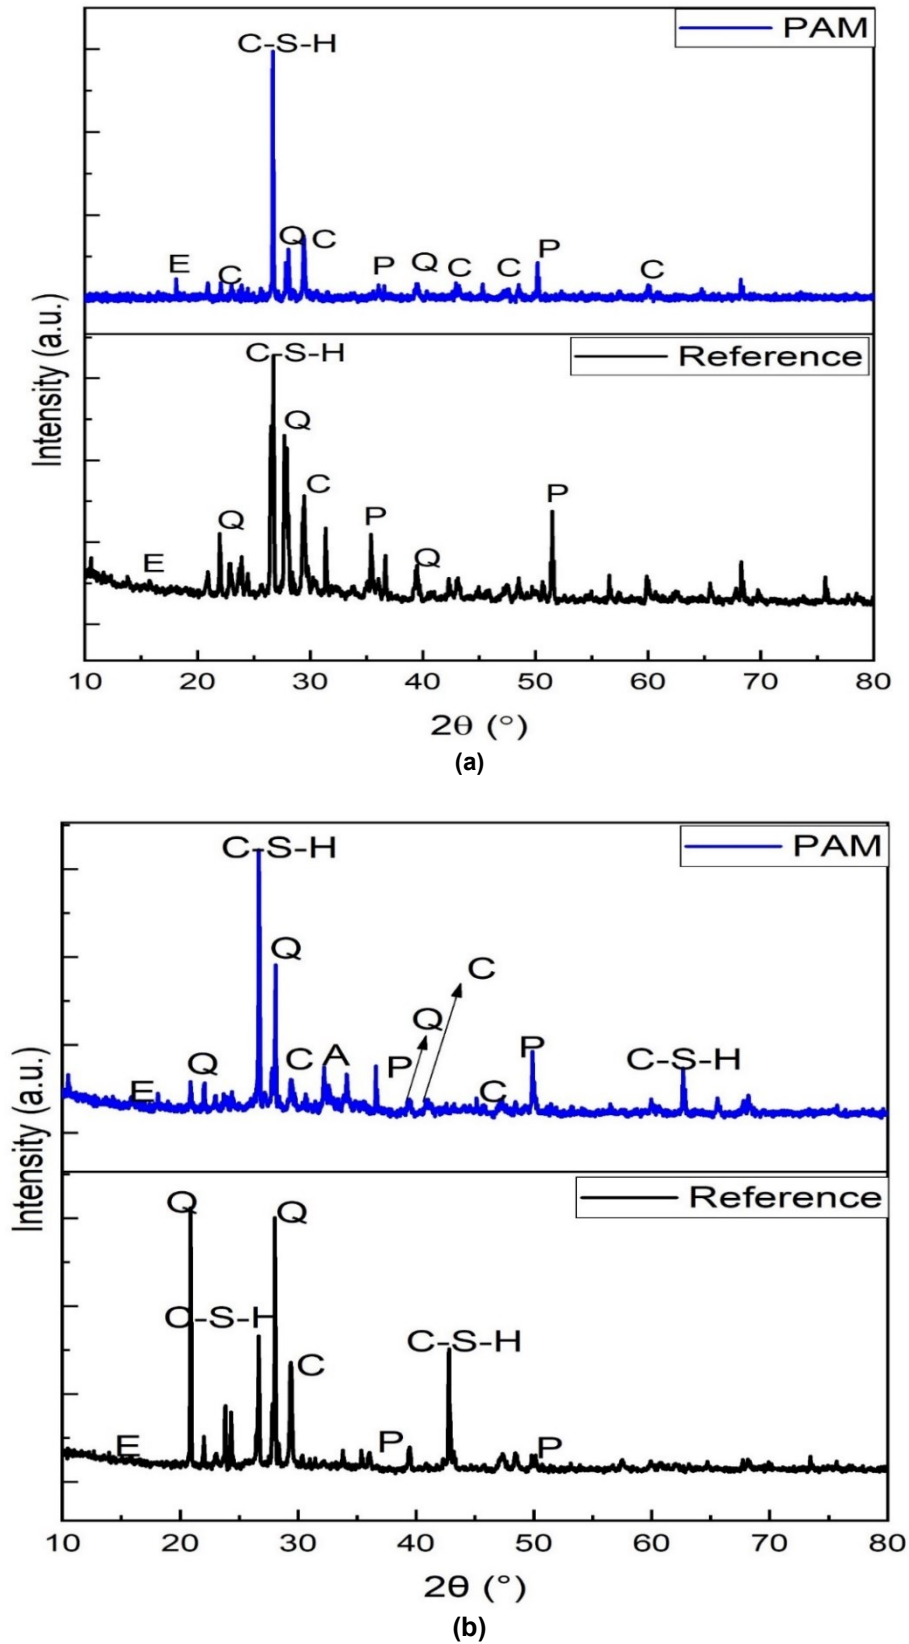 C-S-H
PAM
E
C
Q
C
P
Q
C
C
P
C
C-S-H
Reference
E
Q
Q
C
P
Q
P
Intensity (a.u.)
10 20 30 40 50 60 70 80
2θ (°)
(a)
C-S-H
PAM
E
Q
Q
C
A
P
Q
C
C
P
C-S-H
Q
Q
Reference
C-S-H
C
C-S-H
E
P
P
Intensity (a.u.)
10 20 30 40 50 60 70 80
2θ (°)
(b)